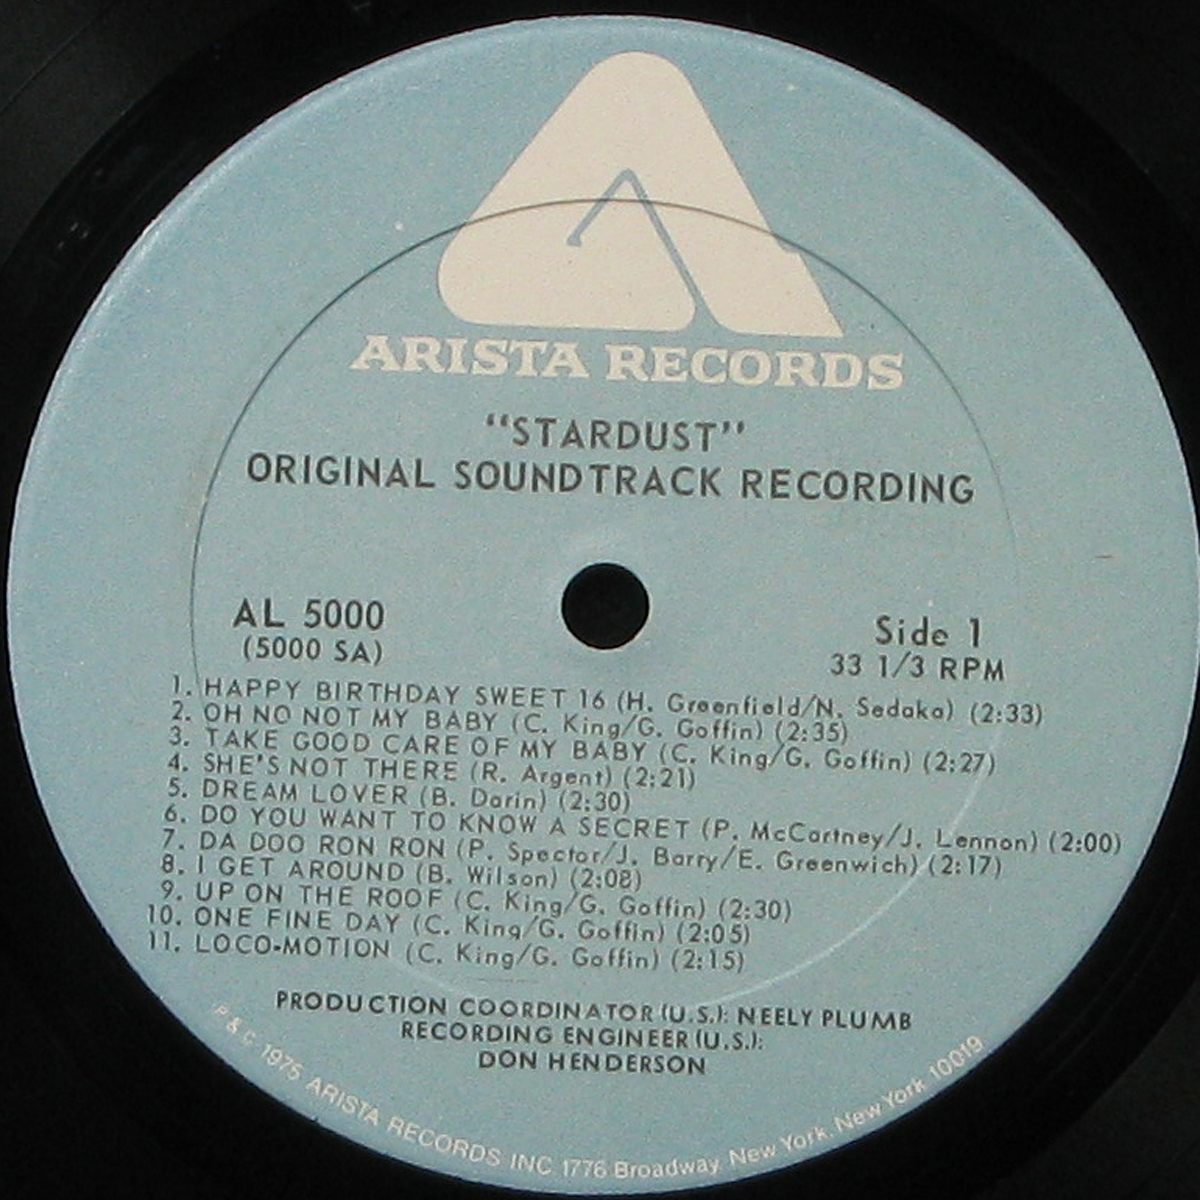 ARISTA RECORDS
“STARDUST”
ORIGINAL SOUNDTRACK RECORDING
AL 5000
(5000 SA)
Side 1
33 1/3 RPM
1. HAPPY BIRTHDAY SWEET 16 (H. Greenfield/N. Sedaka) (2:33)
2. OH NO NOT MY BABY (C. King/G. Goffin) (2:35)
3. TAKE GOOD CARE OF MY BABY (C. King/G. Goffin) (2:27)
4. SHE'S NOT THERE (R. Argent) (2:21)
5. DREAM LOVER (B. Darin) (2:30)
6. DO YOU WANT TO KNOW A SECRET (P. McCartney/J. Lennon) (2:00)
7. DA DOO RON RON (P. Spector/J. Barry/E. Greenwich) (2:17)
8. I GET AROUND (B. Wilson) (2:08)
9. UP ON THE ROOF (C. King/G. Goffin) (2:30)
10. ONE FINE DAY (C. King/G. Goffin) (2:05)
11. LOCO-MOTION (C. King/G. Goffin) (2:15)
PRODUCTION COORDINATOR (U.S.): NEELY PLUMB
RECORDING ENGINEER (U.S.):
DON HENDERSON
P & C 1975 ARISTA RECORDS INC 1776 Broadway New York, New York 10019